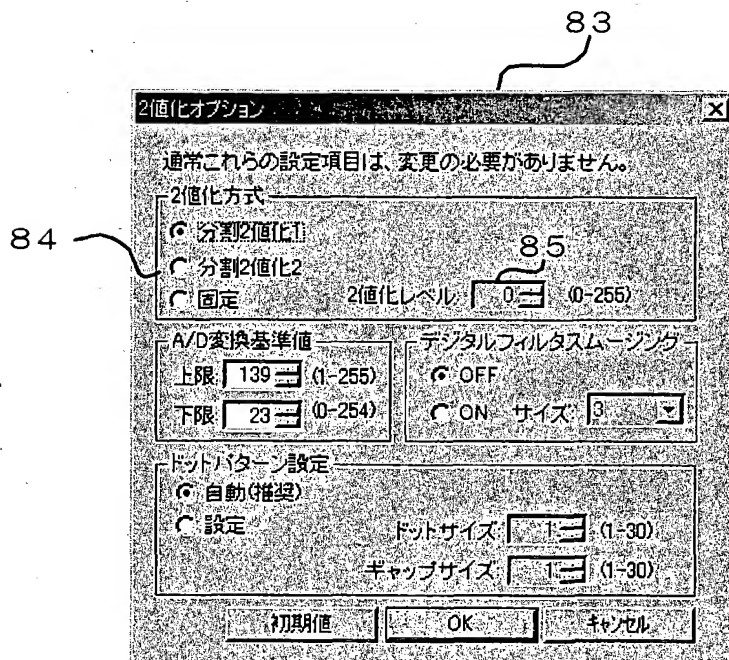 83
2値化オプション
通常これらの設定項目は、変更の必要がありません。
2値化方式
84
分割2値化1
分割2値化2
85
固定 2値化レベル 0 (0-255)
A/D変換基準値 デジタルフィルタスムージング
上限 139 (1-255) OFF
下限 23 (0-254) ON サイズ 3
ドットパターン設定
自動(推奨)
設定 ドットサイズ 1 (1-30)
ギャップサイズ 1 (1-30)
初期値 OK キャンセル